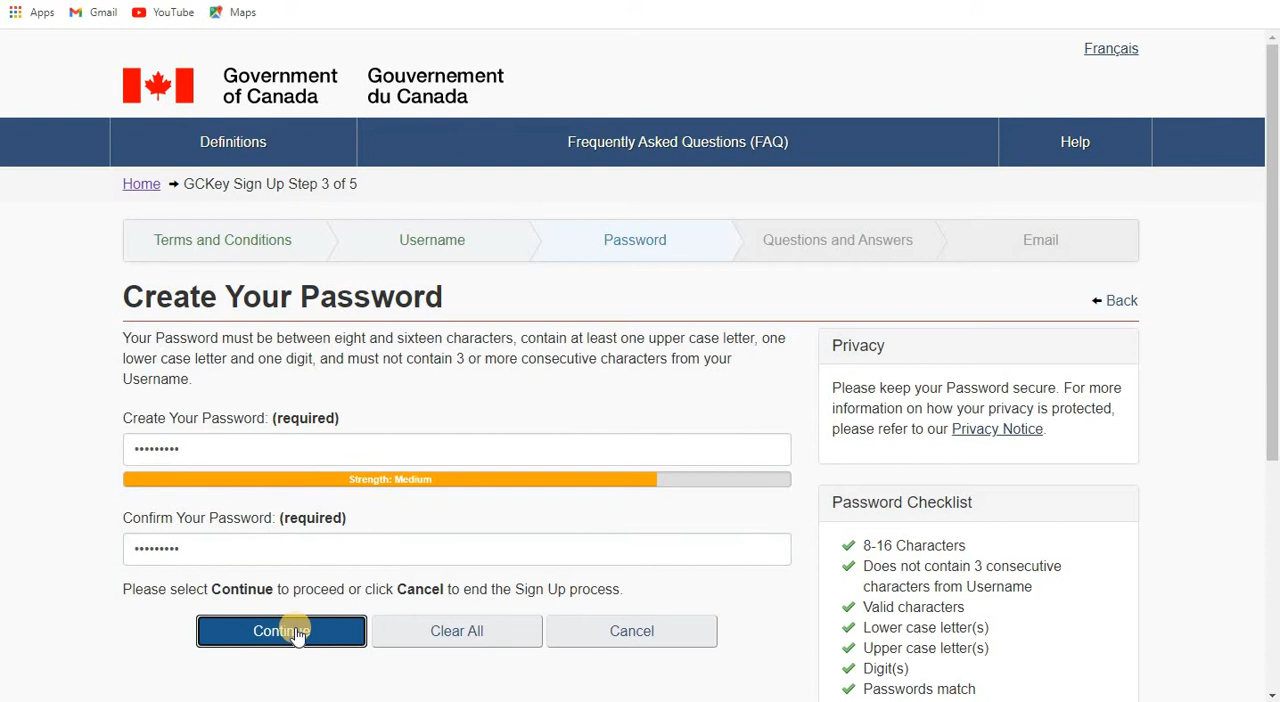 Apps Gmail YouTube Maps
Français
Government
of Canada
Gouvernement
du Canada
Definitions Frequently Asked Questions (FAQ) Help
Home → GCKey Sign Up Step 3 of 5
Terms and Conditions Username Password Questions and Answers Email
Create Your Password
← Back
Your Password must be between eight and sixteen characters, contain at least one upper case letter, one
lower case letter and one digit, and must not contain 3 or more consecutive characters from your
Username.
Create Your Password: (required)
•••••••••
Strength: Medium
Confirm Your Password: (required)
•••••••••
Please select Continue to proceed or click Cancel to end the Sign Up process.
Continue Clear All Cancel
Privacy
Please keep your Password secure. For more
information on how your privacy is protected,
please refer to our Privacy Notice.
Password Checklist
8-16 Characters
Does not contain 3 consecutive
characters from Username
Valid characters
Lower case letter(s)
Upper case letter(s)
Digit(s)
Passwords match